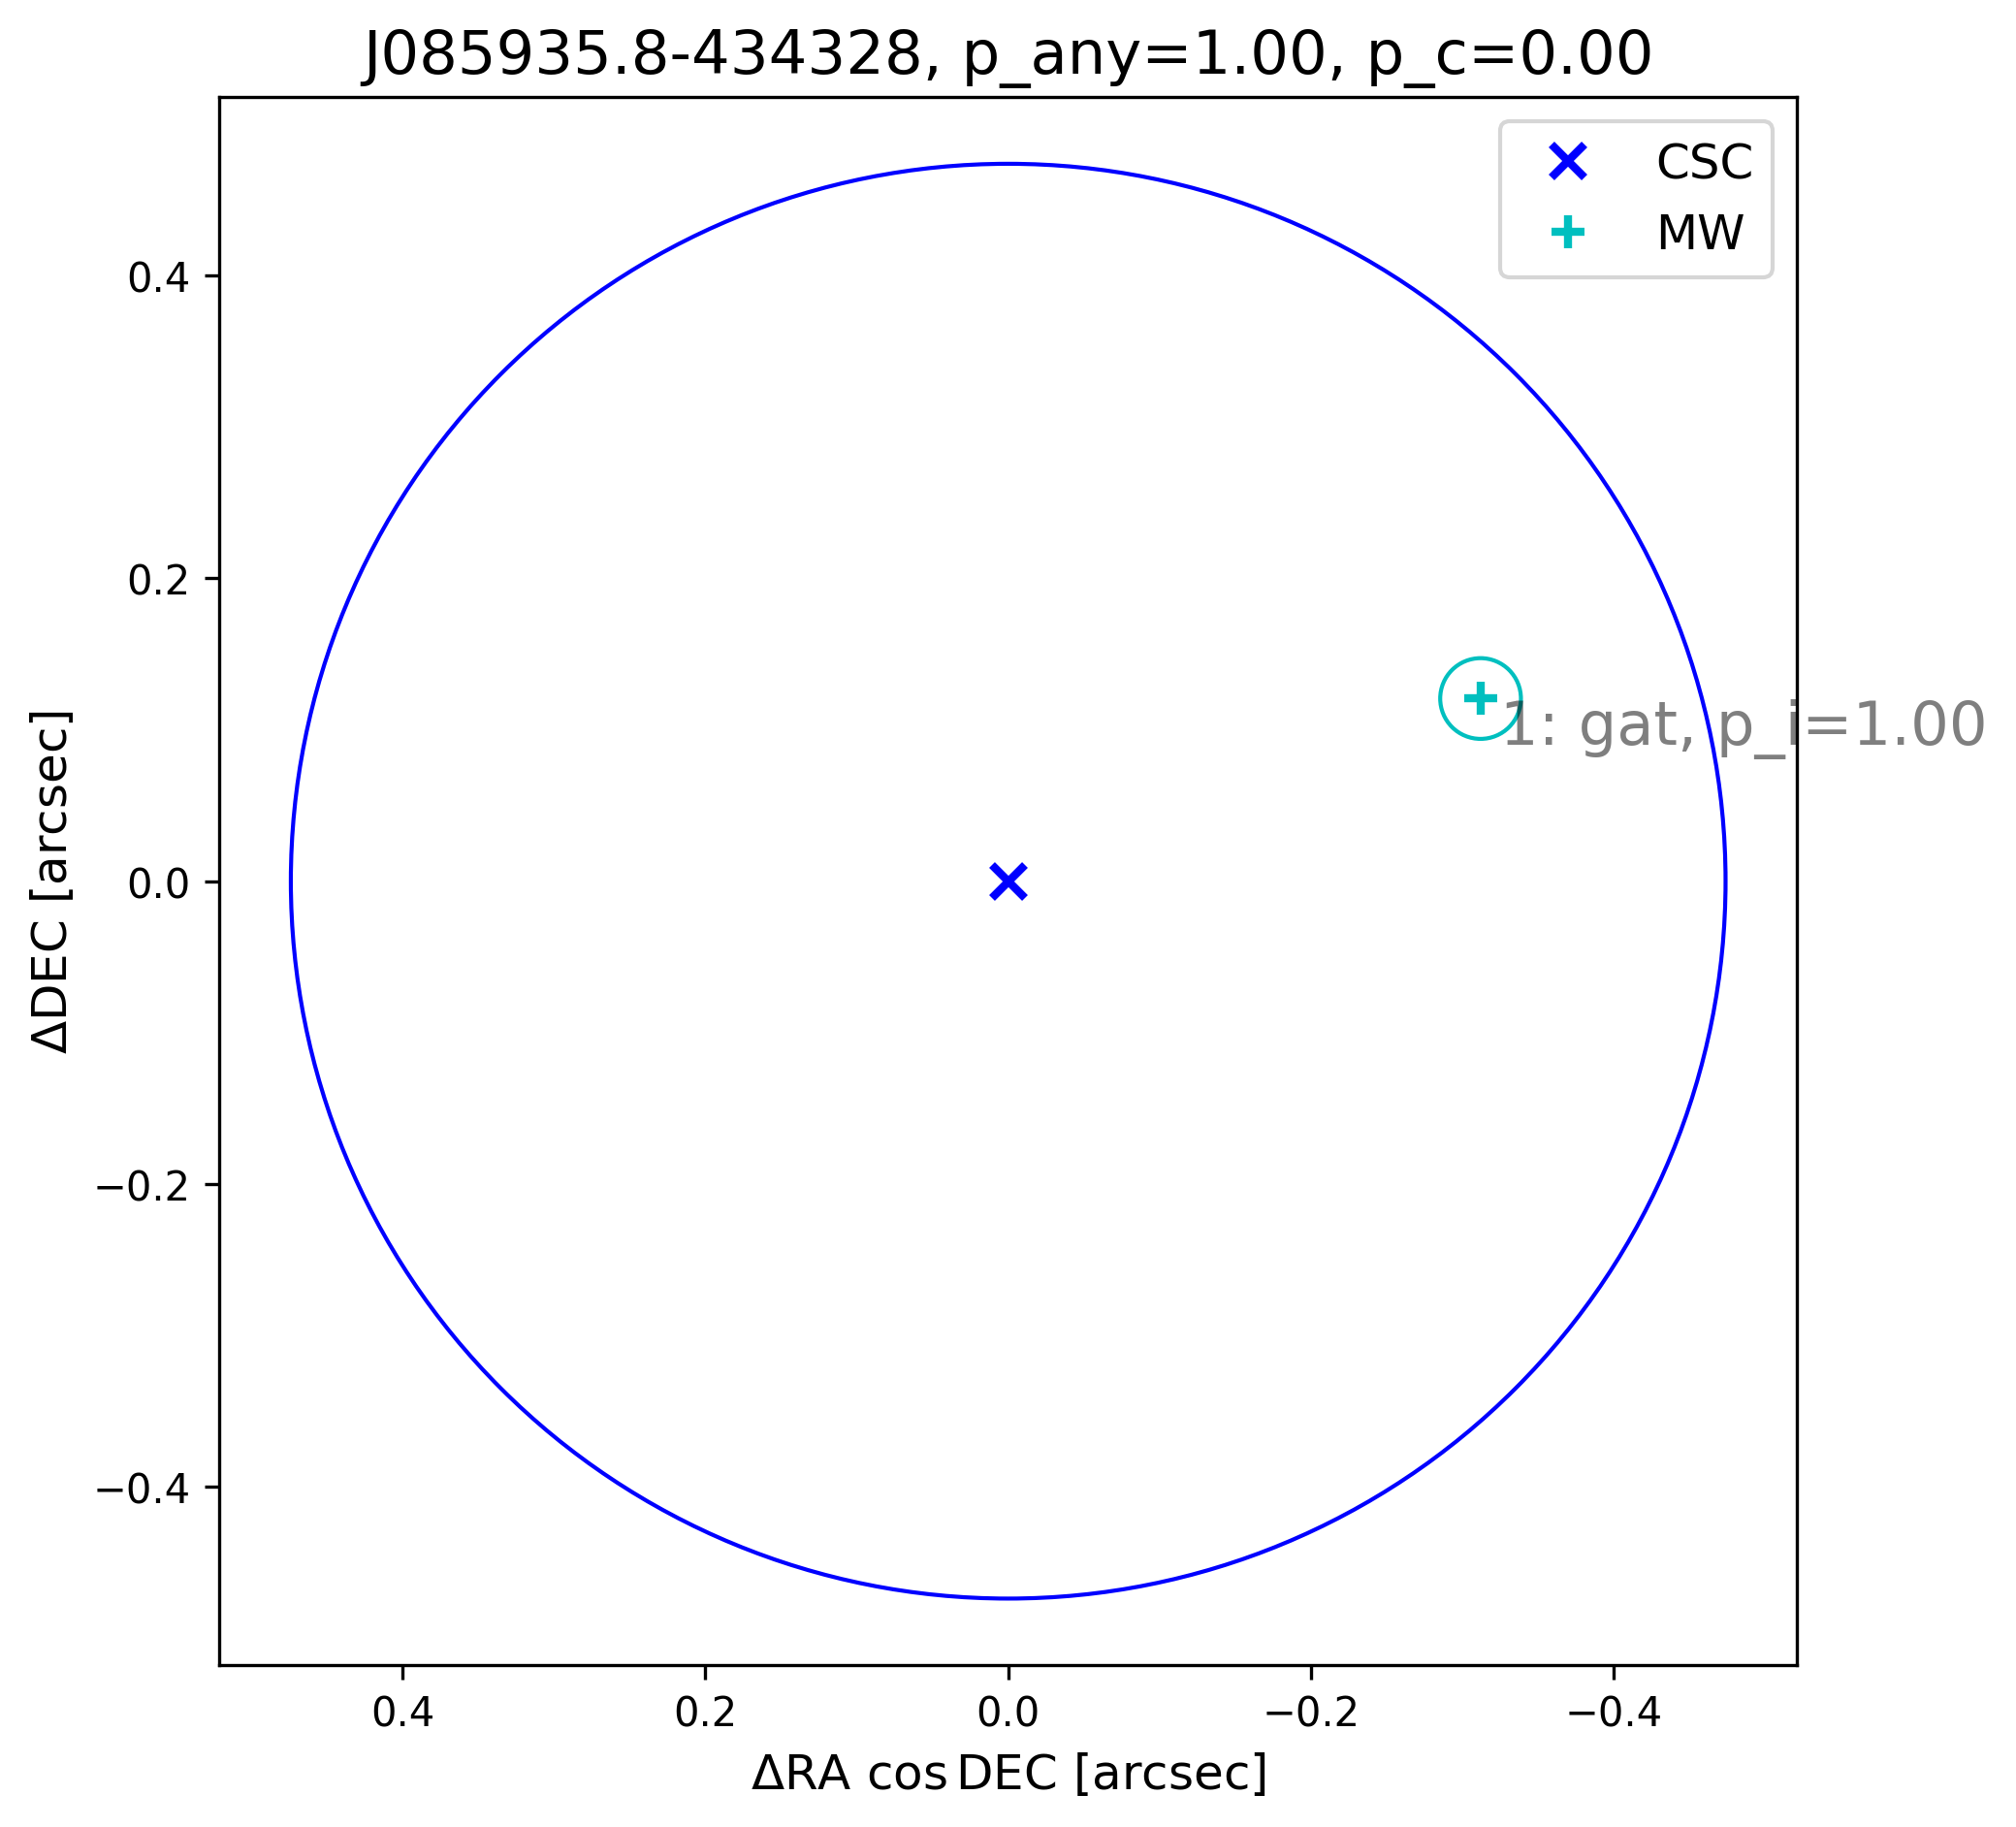 J085935.8-434328, p_any=1.00, p_c=0.00
CSC
MW
0.4
0.2
0.0
−0.2
−0.4
ΔDEC [arcsec]
1: gat, p_i=1.00
0.4
0.2
0.0
−0.2
−0.4
ΔRA cos DEC [arcsec]